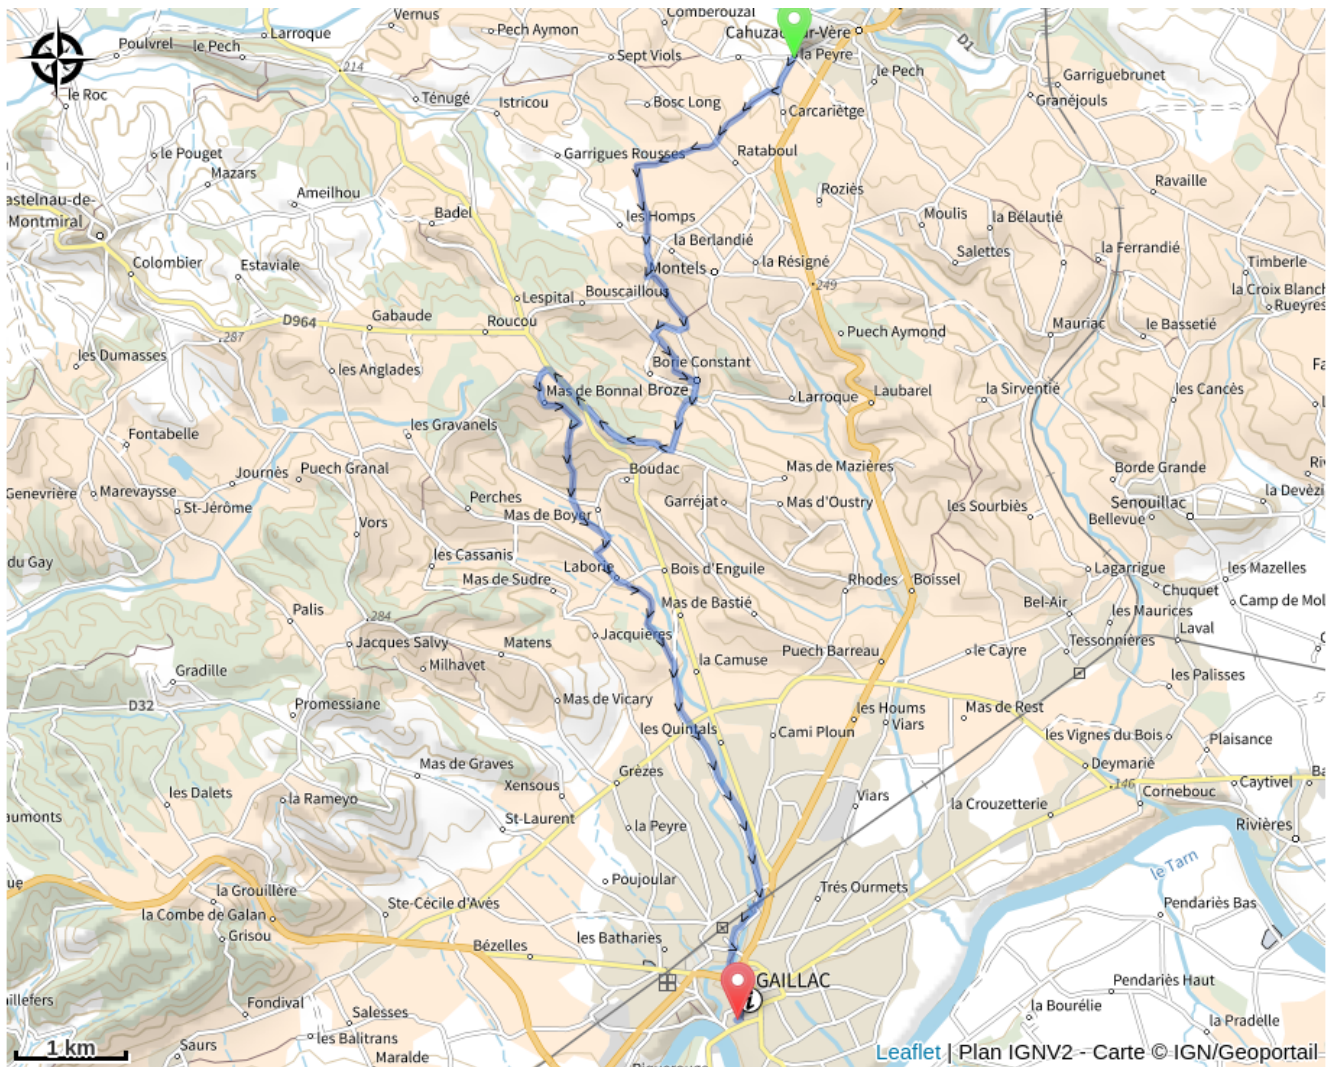 Vernus
Combérouzal
Larroque
Pech Aymon
Cahuzac-sur-Vère
Poulvrel
le Pech
Sept Viols
la Peyre
D1
214
le Pech
Garriguebrunet
le Roc
Ténugé
Istricou
Bosc Long
Carcariètge
Granéjouls
le Pouget
Garrigues Rousses
Rataboul
Mazars
Ravaille
Ameilhou
Roziès
astelnau-de-
Montmiral
Badel
les Homps
Moulis
la Bélautié
la Berlandié
Salettes
la Ferrandié
Colombier
Estaviale
Montels
la Résigné
Timberle
Lespital
Bouscaillous
249
la Croix Blanch
Rueyres
D964
Gabaude
Roucou
Puech Aymond
Mauriac
le Bassetié
287
les Dumasses
les Anglades
Borie Constant
Fa
Mas de Bonnal
Broze
Larroque
Laubarel
la Sirventié
les Cancès
L
les Gravanels
Fontabelle
Journès
Puech Granal
Boudac
Mas de Mazières
Borde Grande
Riv
Genevrière
Marevaysse
Perches
Garréjat
Mas d'Oustry
les Sourbiès
Senouillac
la Devèzi
St-Jérôme
Vors
Mas de Boyer
Bellevue
du Gay
les Cassanis
Laborie
Bois d'Enguile
Lagarrigue
les Mazelles
Mas de Sudre
Rhodes
Boissel
Chuquet
Palis
284
Mas de Bastié
Bel-Air
les Maurices
Camp de Mol
Jacques Salvy
Matens
Jacquières
Tessonnières
Laval
Gradille
Milhavet
la Camuse
Puech Barreau
le Cayre
les Palisses
D32
Promessiane
Mas de Vicary
les Houms
Mas de Rest
les Quintals
Cami Ploun
Viars
les Vignes du Bois
Plaisance
Mas de Graves
Grèzes
Deymarié
Xensous
146
Caytivel
Ba
les Dalets
la Rameyo
Viars
la Crouzetterie
Cornebouc
aumonts
St-Laurent
la Peyre
Rivières
le Tarn
ue
la Grouillère
Poujoular
Trés Ourmets
la Combe de Galan
Ste-Cécile d'Avés
Pendariès Bas
Grisou
Bézelles
les Batharies
GAILLAC
Pendariès Haut
aillefers
Fondival
Salesses
i
la Bourélie
les Balitrans
la Pradelle
Saurs
Maralde
1 km
Leaflet | Plan IGNV2 - Carte © IGN/Geoportail